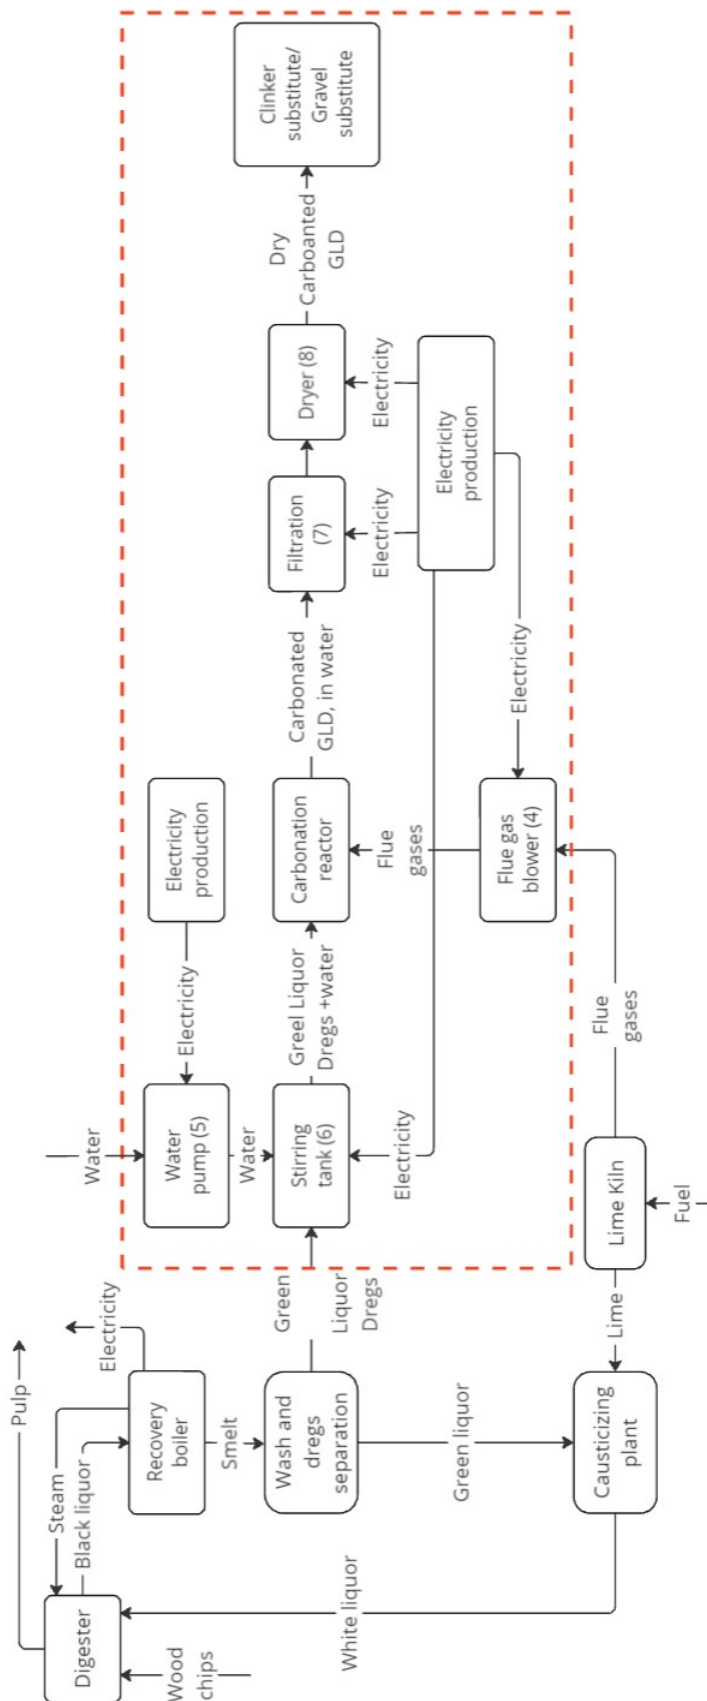 Pulp
Digester
Wood
chips
Steam
Black liquor
Recovery
boiler
Electricity
Smelt
Wash and
dregs
separation
Green
Liquor
Dregs
Green liquor
White liquor
Causticizing
plant
Lime
Lime Kiln
Fuel
Flue
gases
Water
Water
pump (5)
Water
Electricity
Electricity
production
Stirring
tank (6)
Electricity
Greel Liquor
Dregs +water
Carbonation
reactor
Flue
gases
Flue gas
blower (4)
Electricity
Carbonated
GLD, in water
Filtration
(7)
Electricity
Dryer (8)
Electricity
Electricity
production
Dry
Carboanted
GLD
Clinker
substitute/
Gravel
substitute